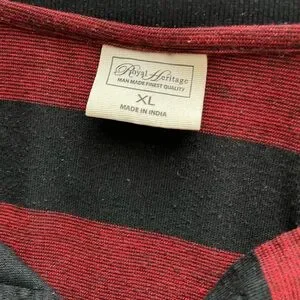 Royal Heritage
MAN MADE FINEST QUALITY
XL
MADE IN INDIA